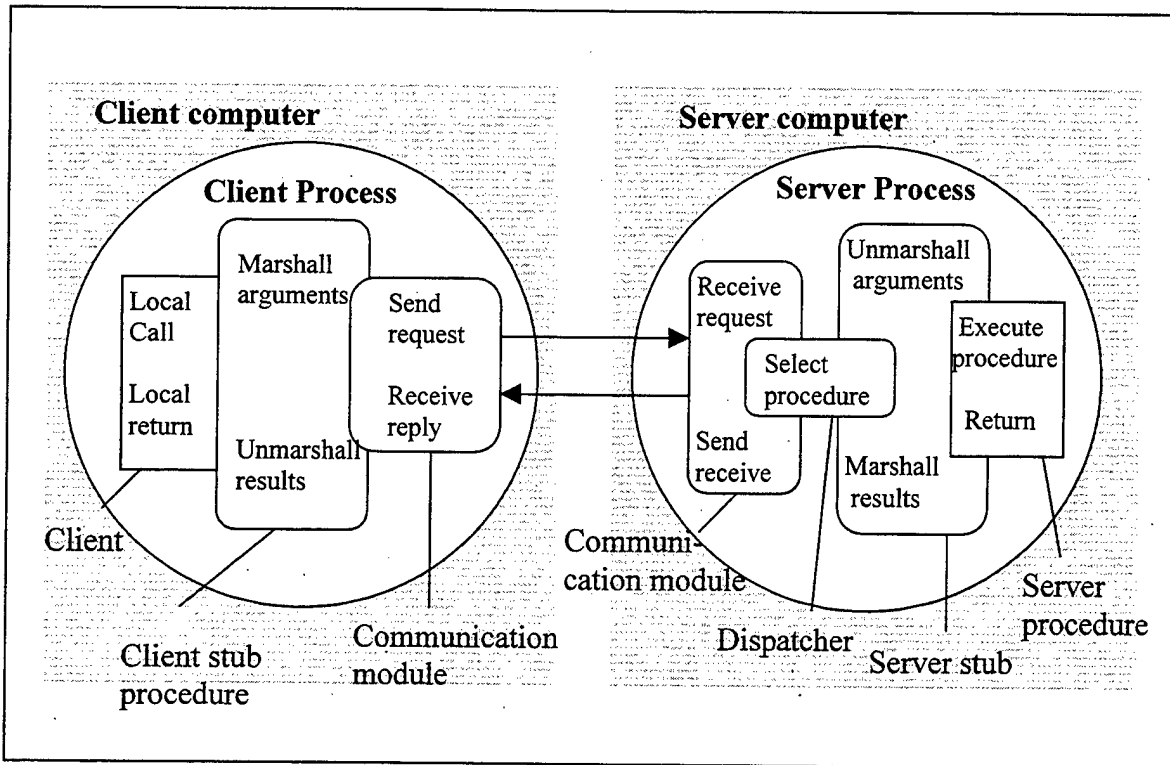 Client computer
Client Process
Local
Call
Local
return
Marshall
arguments
Unmarshall
results
Send
request
Receive
reply
Client
Client stub
procedure
Communication
module
Server computer
Server Process
Receive
request
Send
receive
Select
procedure
Unmarshall
arguments
Marshall
results
Execute
procedure
Return
Communi-
cation module
Dispatcher
Server stub
Server
procedure